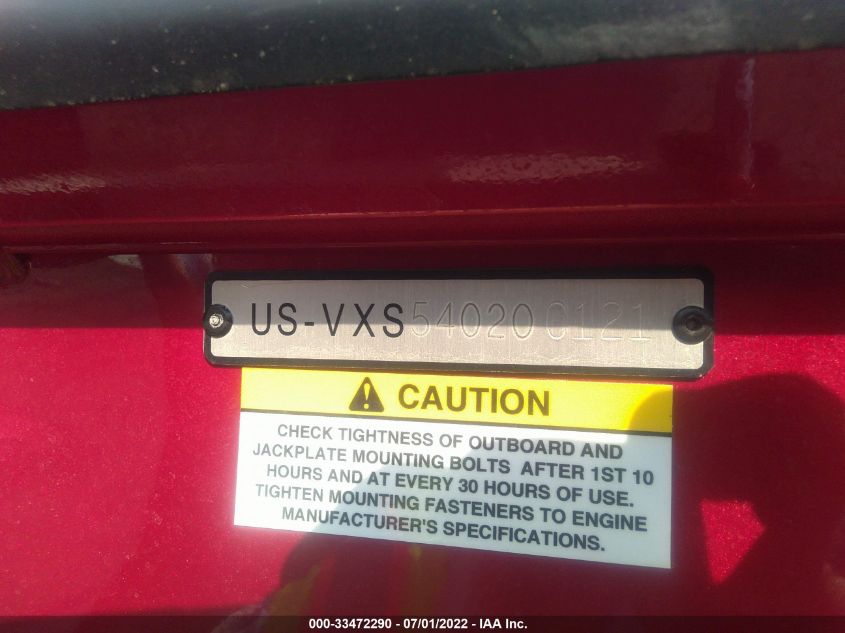 US-VXS54020C121
CAUTION
CHECK TIGHTNESS OF OUTBOARD AND
JACKPLATE MOUNTING BOLTS AFTER 1ST 10
HOURS AND AT EVERY 30 HOURS OF USE.
TIGHTEN MOUNTING FASTENERS TO ENGINE
MANUFACTURER'S SPECIFICATIONS.
000-33472290 - 07/01/2022 - IAA Inc.